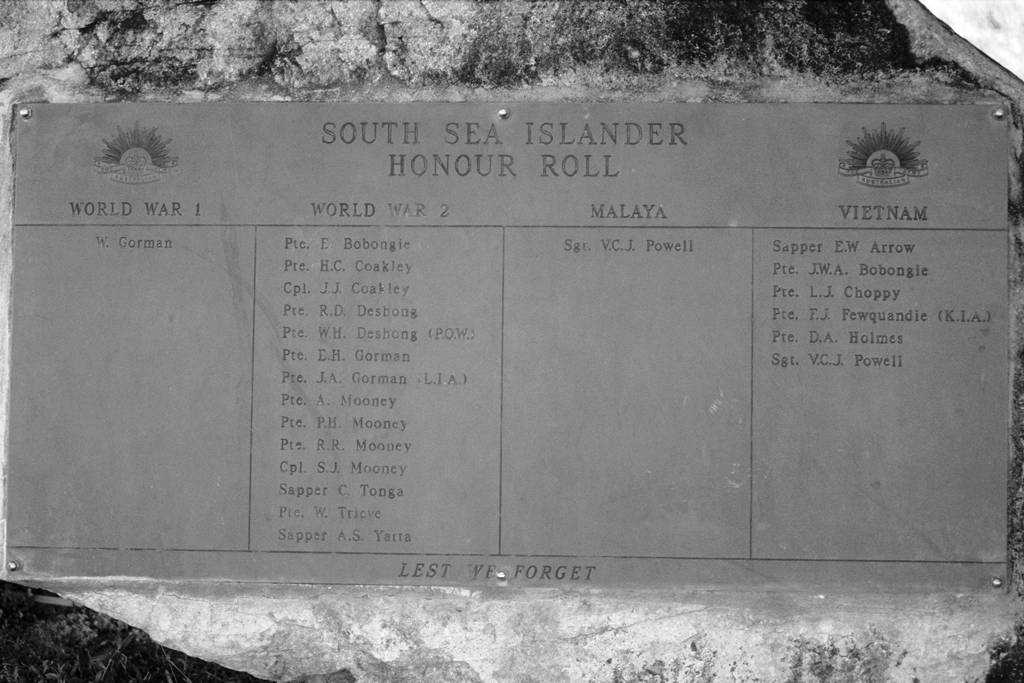 SOUTH SEA ISLANDER
HONOUR ROLL
WORLD WAR 1
W. Gorman
WORLD WAR 2
Pte. E. Bobongie
Pte. H.C. Coakley
Cpl. J.J. Coakley
Pte. R.D. Deshong
Pte. W.H. Deshong (P.O.W.)
Pte. E.H. Gorman
Pte. J.A. Gorman (L.I.A.)
Pte. A. Mooney
Pte. P.H. Mooney
Pte. R.R. Mooney
Cpl. S.J. Mooney
Sapper C. Tonga
Pte. W. Trieve
Sapper A.S. Yatta
MALAYA
Sgt. V.C.J. Powell
VIETNAM
Sapper E.W Arrow
Pte. J.W.A. Bobongie
Pte. L.J. Choppy
Pte. F.J. Fewquandie (K.I.A.)
Pte. D.A. Holmes
Sgt. V.C.J. Powell
LEST WE FORGET